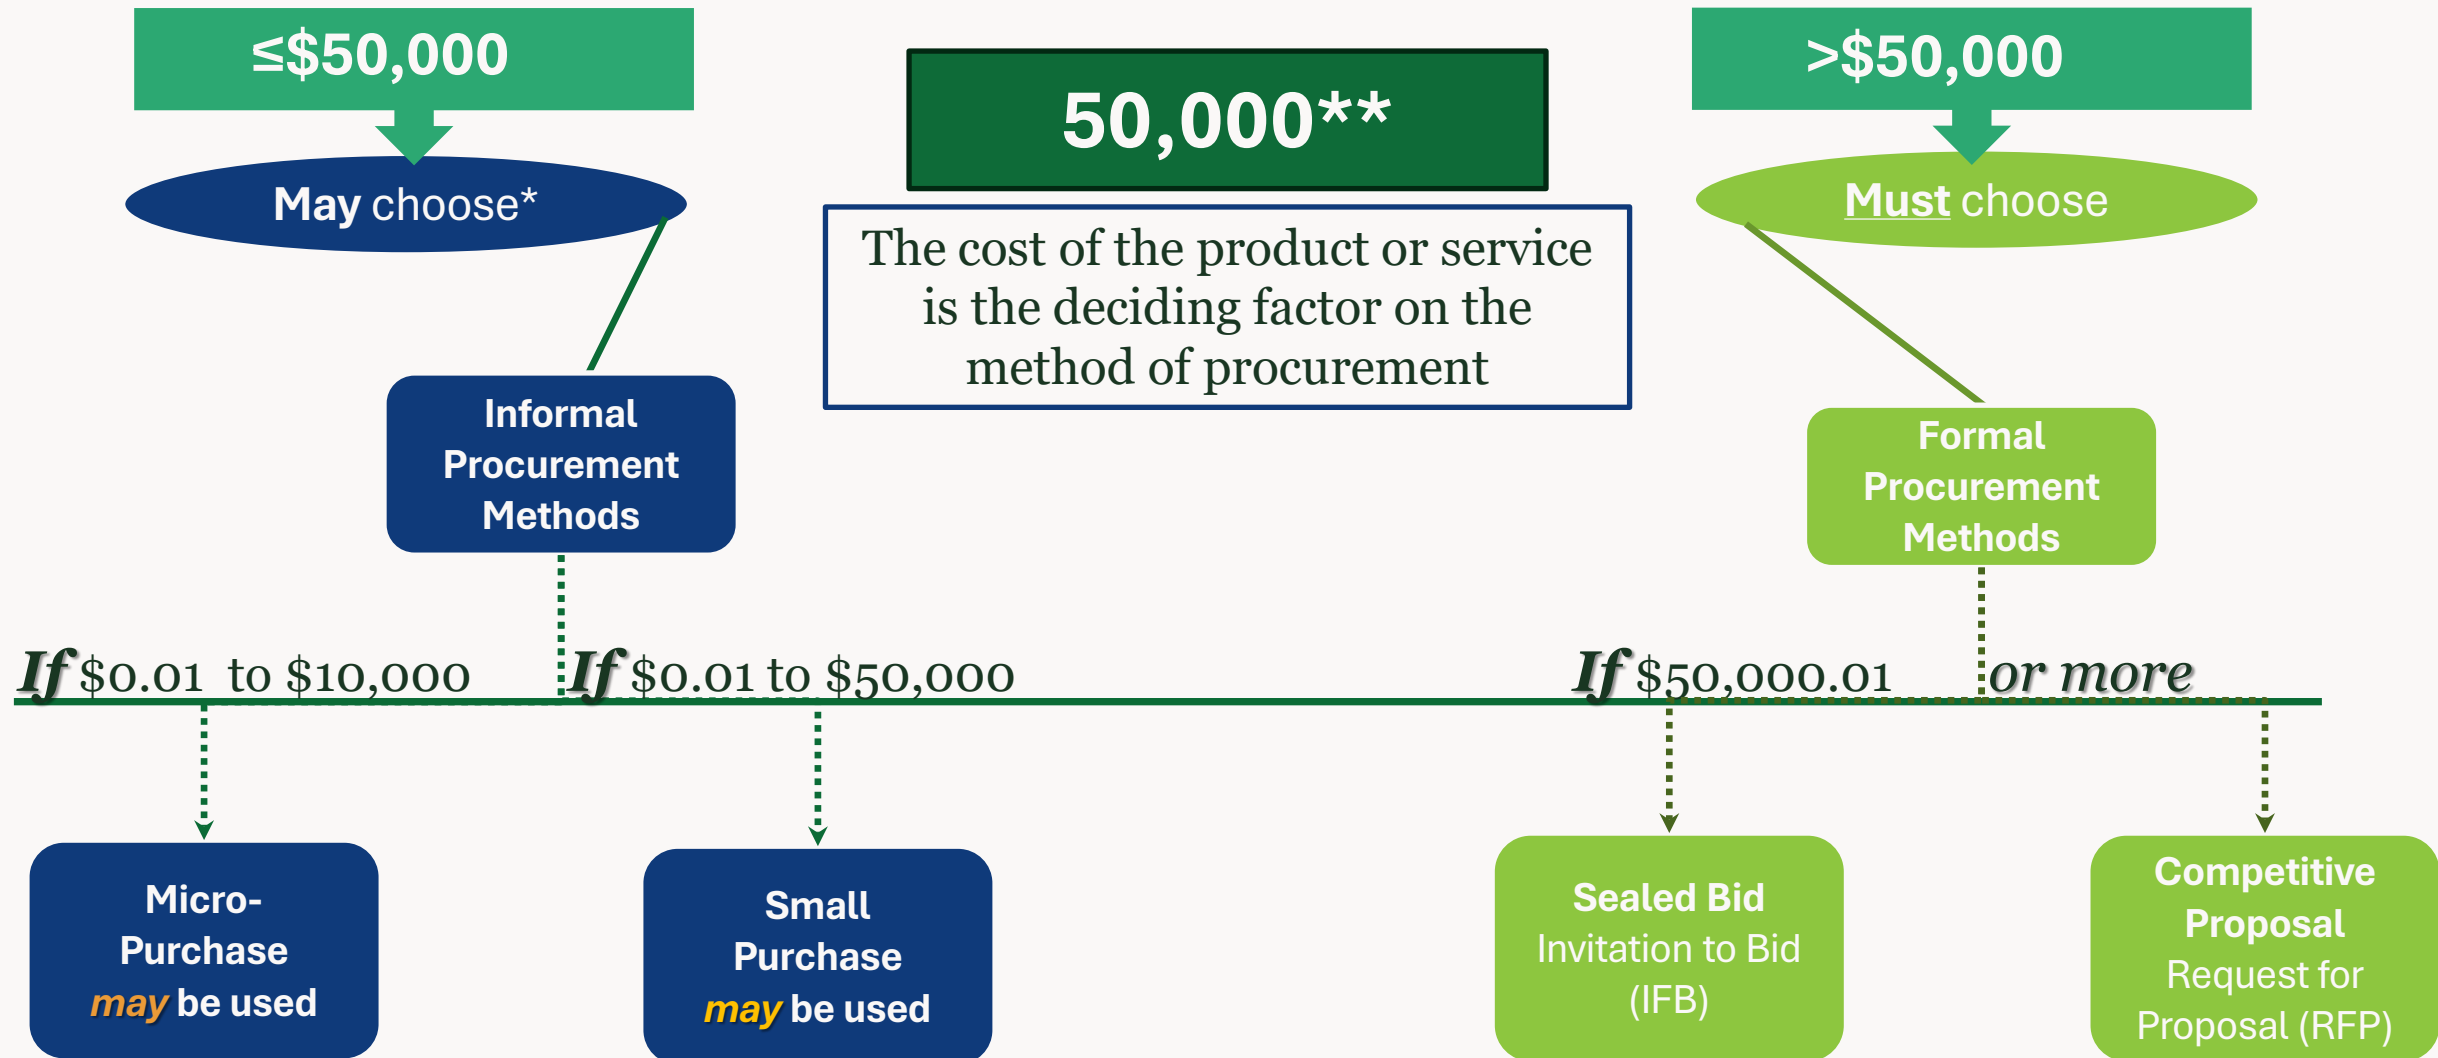 ≤$50,000
May choose*
50,000**
The cost of the product or service
is the deciding factor on the
method of procurement
>$50,000
Must choose
Informal
Procurement
Methods
Formal
Procurement
Methods
If $0.01 to $10,000
If $0.01 to $50,000
If $50,000.01 or more
Micro-
Purchase
may be used
Small
Purchase
may be used
Sealed Bid
Invitation to Bid
(IFB)
Competitive
Proposal
Request for
Proposal (RFP)